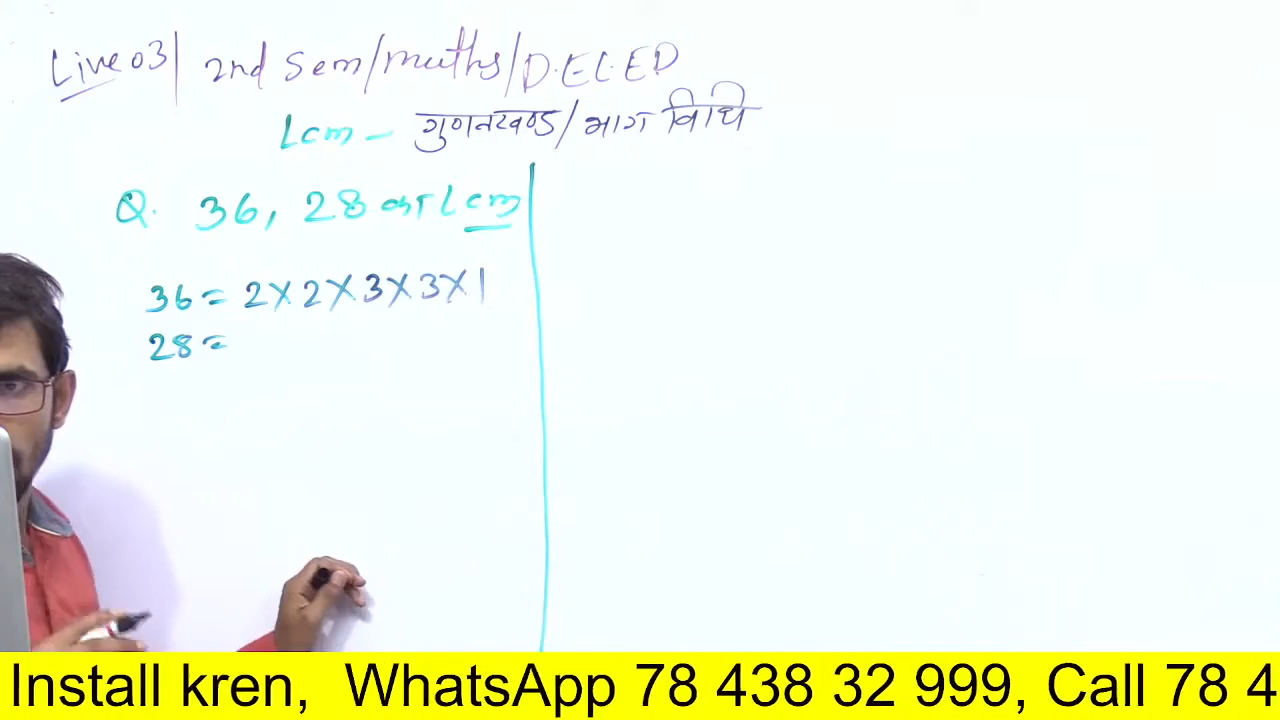 Live 03| 2nd Sem/maths/D.EL.ED
Lcm - गुणनखण्ड/भाग विधि
Q. 36, 28 का Lcm
36 = 2×2×3×3×1
28 =
Install kren, WhatsApp 78 438 32 999, Call 78 4